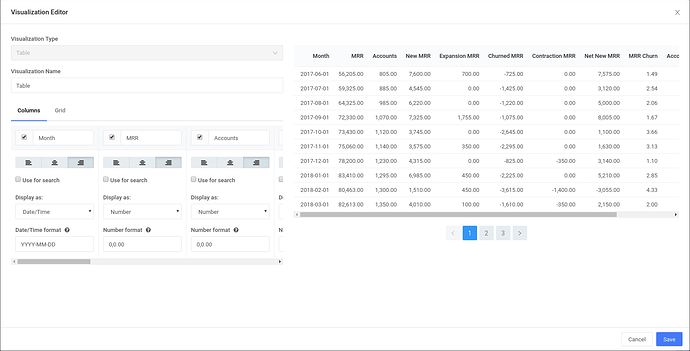 Visualization Editor
Visualization Type
Table
Visualization Name
Table
Columns Grid
Month MRR Accounts
Use for search Use for search Use for search
Display as: Display as: Display as:
Date/Time Number Number
Date/Time format Number format Number format
YYYY-MM-DD 0,0.00 0,0.00
Month MRR Accounts New MRR Expansion MRR Churned MRR Contraction MRR Net New MRR MRR Churn
2017-06-01 56,205.00 805.00 7,600.00 700.00 -725.00 0.00 7,575.00 1.49
2017-07-01 59,325.00 885.00 4,545.00 0.00 -1,425.00 0.00 3,120.00 2.54
2017-08-01 64,325.00 985.00 6,220.00 0.00 -1,220.00 0.00 5,000.00 2.06
2017-09-01 72,330.00 1,070.00 7,325.00 1,755.00 -1,075.00 0.00 8,005.00 1.67
2017-10-01 73,430.00 1,120.00 3,745.00 0.00 -2,645.00 0.00 1,100.00 3.66
2017-11-01 75,060.00 1,140.00 3,575.00 350.00 -2,295.00 0.00 1,630.00 3.13
2017-12-01 78,200.00 1,230.00 4,315.00 0.00 -825.00 -350.00 3,140.00 1.10
2018-01-01 83,410.00 1,295.00 6,985.00 450.00 -2,225.00 0.00 5,210.00 2.85
2018-02-01 80,463.00 1,300.00 1,510.00 450.00 -3,615.00 -1,400.00 -3,055.00 4.33
2018-03-01 82,613.00 1,350.00 4,010.00 100.00 -1,610.00 -350.00 2,150.00 2.00
1 2 3
Cancel Save